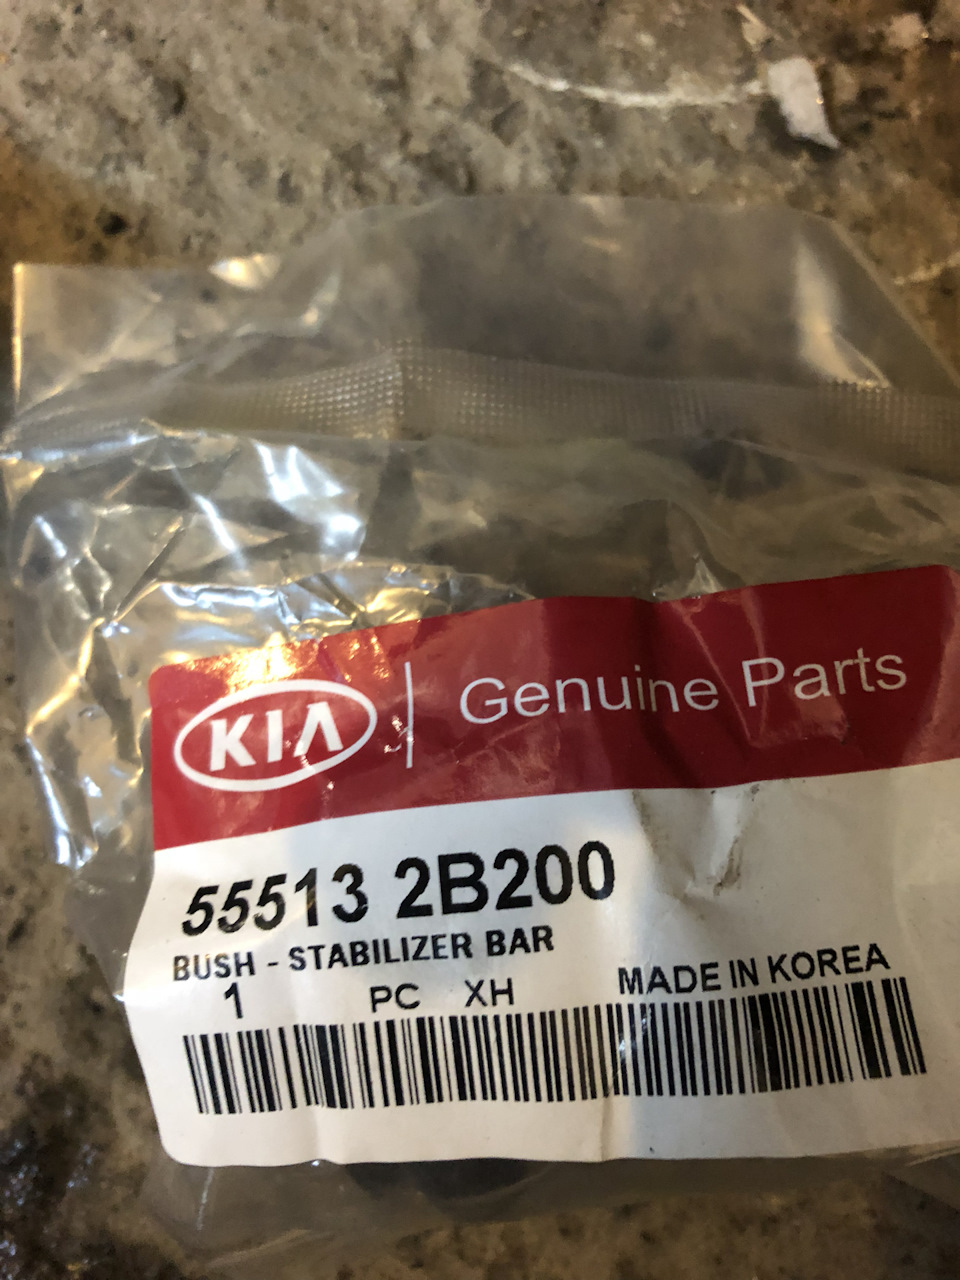 KIA | Genuine Parts
55513 2B200
BUSH - STABILIZER BAR
1 PC XH MADE IN KOREA